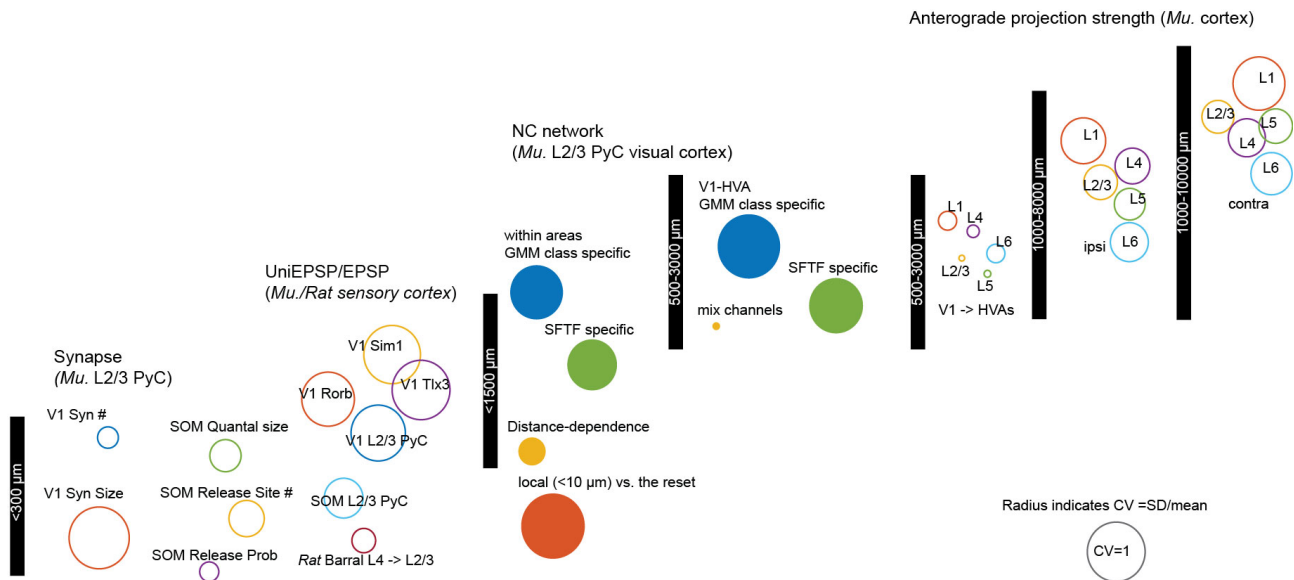 Anterograde projection strength (Mu. cortex)
NC network
(Mu. L2/3 PyC visual cortex)
UniEPSP/EPSP
(Mu./Rat sensory cortex)
Synapse
(Mu. L2/3 PyC)
<300 µm
V1 Syn #
V1 Syn Size
SOM Quantal size
SOM Release Site #
SOM Release Prob
V1 Sim1
V1 Rorb
V1 Tlx3
V1 L2/3 PyC
SOM L2/3 PyC
Rat Barral L4 -> L2/3
<1500 µm
within areas
GMM class specific
SFTF specific
Distance-dependence
local (<10 µm) vs. the reset
500-3000 µm
V1-HVA
GMM class specific
SFTF specific
mix channels
500-3000 µm
L1
L4
L6
L2/3
L5
V1 -> HVAs
1000-8000 µm
L1
L4
L2/3
L5
L6
ipsi
1000-10000 µm
L1
L2/3
L5
L4
L6
contra
Radius indicates CV =SD/mean
CV=1